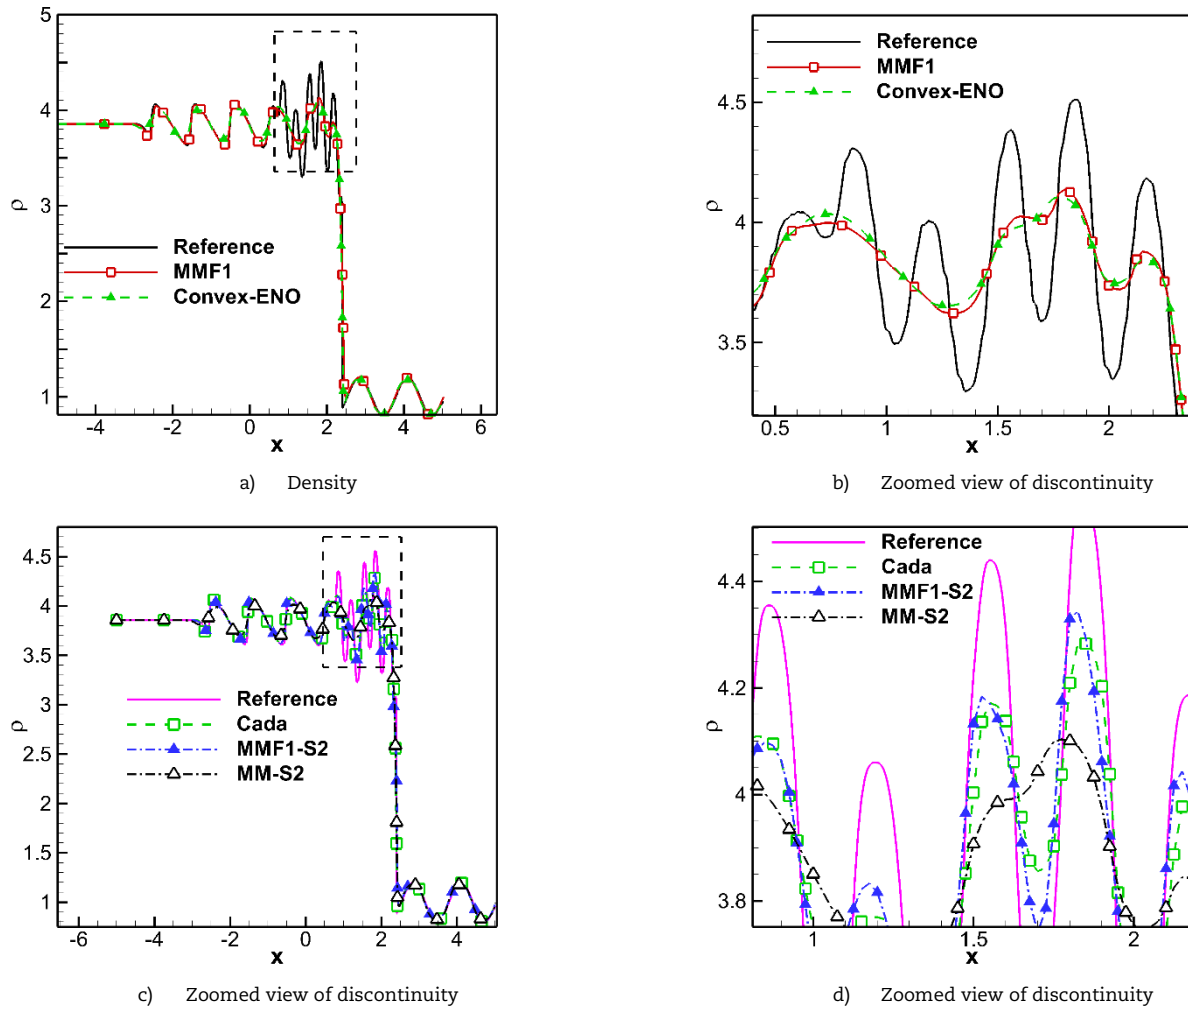 5
4
3
2
1
ρ
Reference
MMF1
Convex-ENO
-4 -2 0 2 4 6
x
a) Density
4.5
4
3.5
ρ
Reference
MMF1
Convex-ENO
0.5 1 1.5 2
x
b) Zoomed view of discontinuity
4.5
4
3.5
3
2.5
2
1.5
1
ρ
Reference
Cada
MMF1-S2
MM-S2
-6 -4 -2 0 2 4
x
c) Zoomed view of discontinuity
4.4
4.2
4
3.8
ρ
Reference
Cada
MMF1-S2
MM-S2
1 1.5 2
x
d) Zoomed view of discontinuity